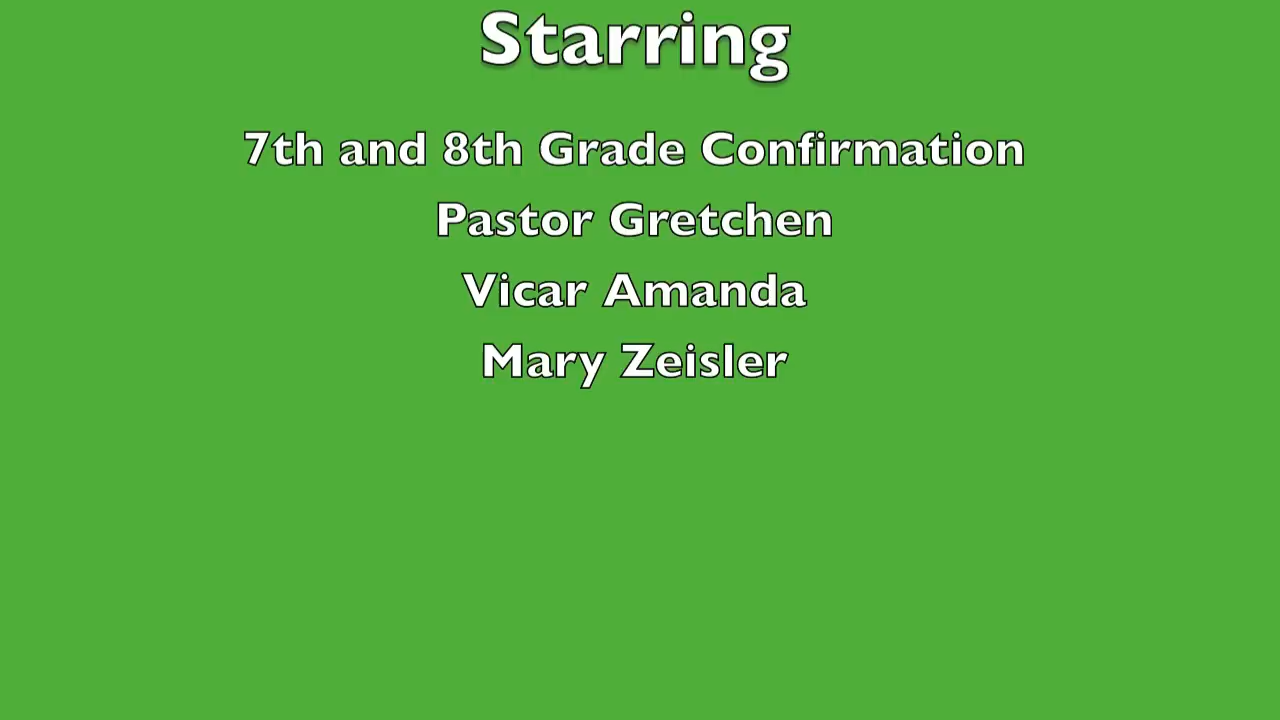 Starring
7th and 8th Grade Confirmation
Pastor Gretchen
Vicar Amanda
Mary Zeisler